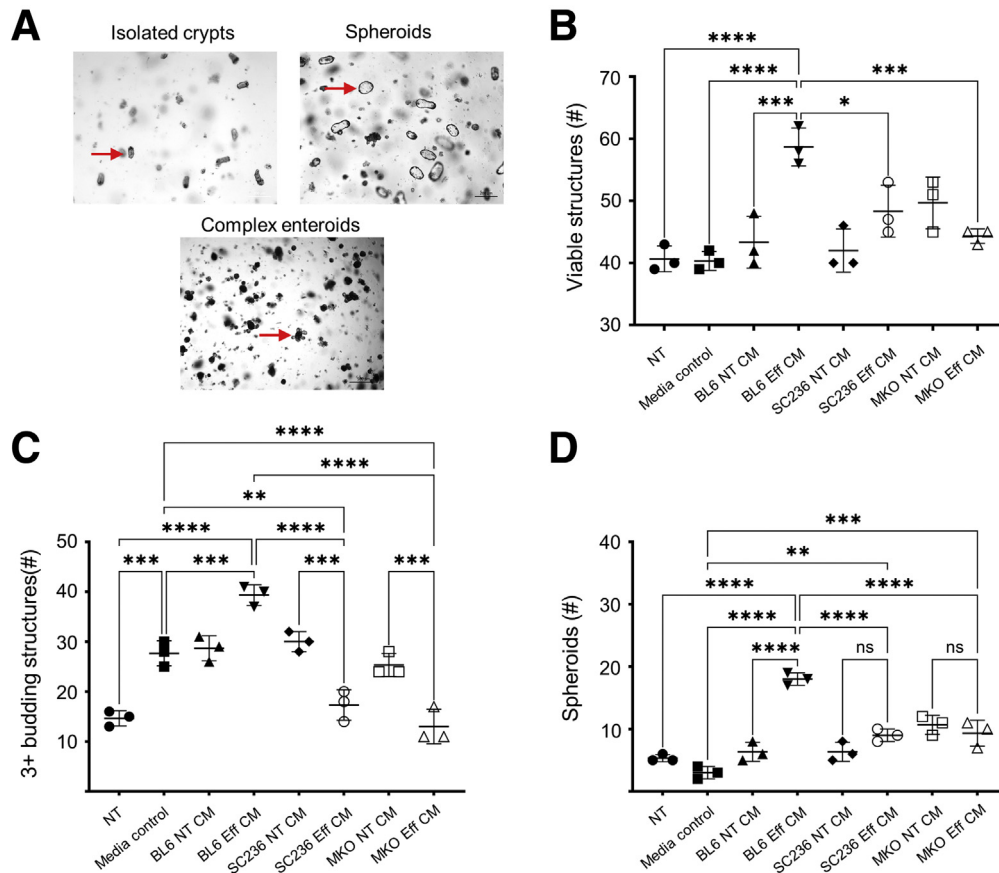 A
Isolated crypts
Spheroids
Complex enteroids
B
Viable structures (#)
70
60
50
40
30
****
****
***
***
*
NT
Media control
BL6 NT CM
BL6 Eff CM
SC236 NT CM
SC236 Eff CM
MKO NT CM
MKO Eff CM
C
3+ budding structures(#)
50
40
30
20
10
****
****
**
****
****
***
***
***
***
NT
Media control
BL6 NT CM
BL6 Eff CM
SC236 NT CM
SC236 Eff CM
MKO NT CM
MKO Eff CM
D
Spheroids (#)
40
30
20
10
***
**
****
****
****
****
****
ns
ns
NT
Media control
BL6 NT CM
BL6 Eff CM
SC236 NT CM
SC236 Eff CM
MKO NT CM
MKO Eff CM